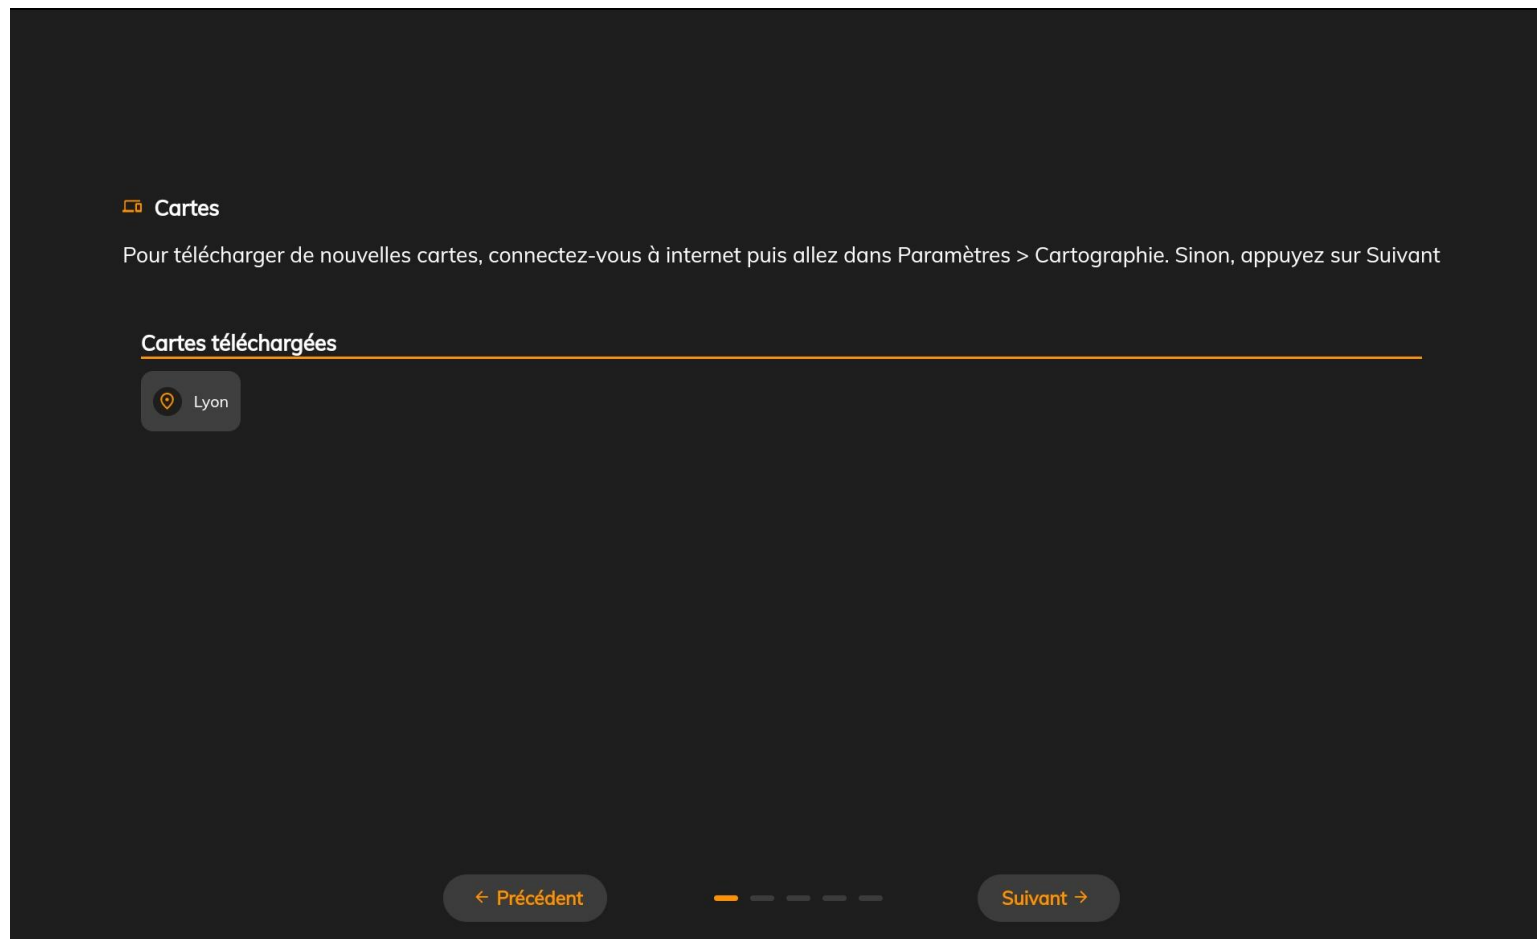 Cartes
Pour télécharger de nouvelles cartes, connectez-vous à internet puis allez dans Paramètres > Cartographie. Sinon, appuyez sur Suivant
Cartes téléchargées
Lyon
← Précédent
Suivant →